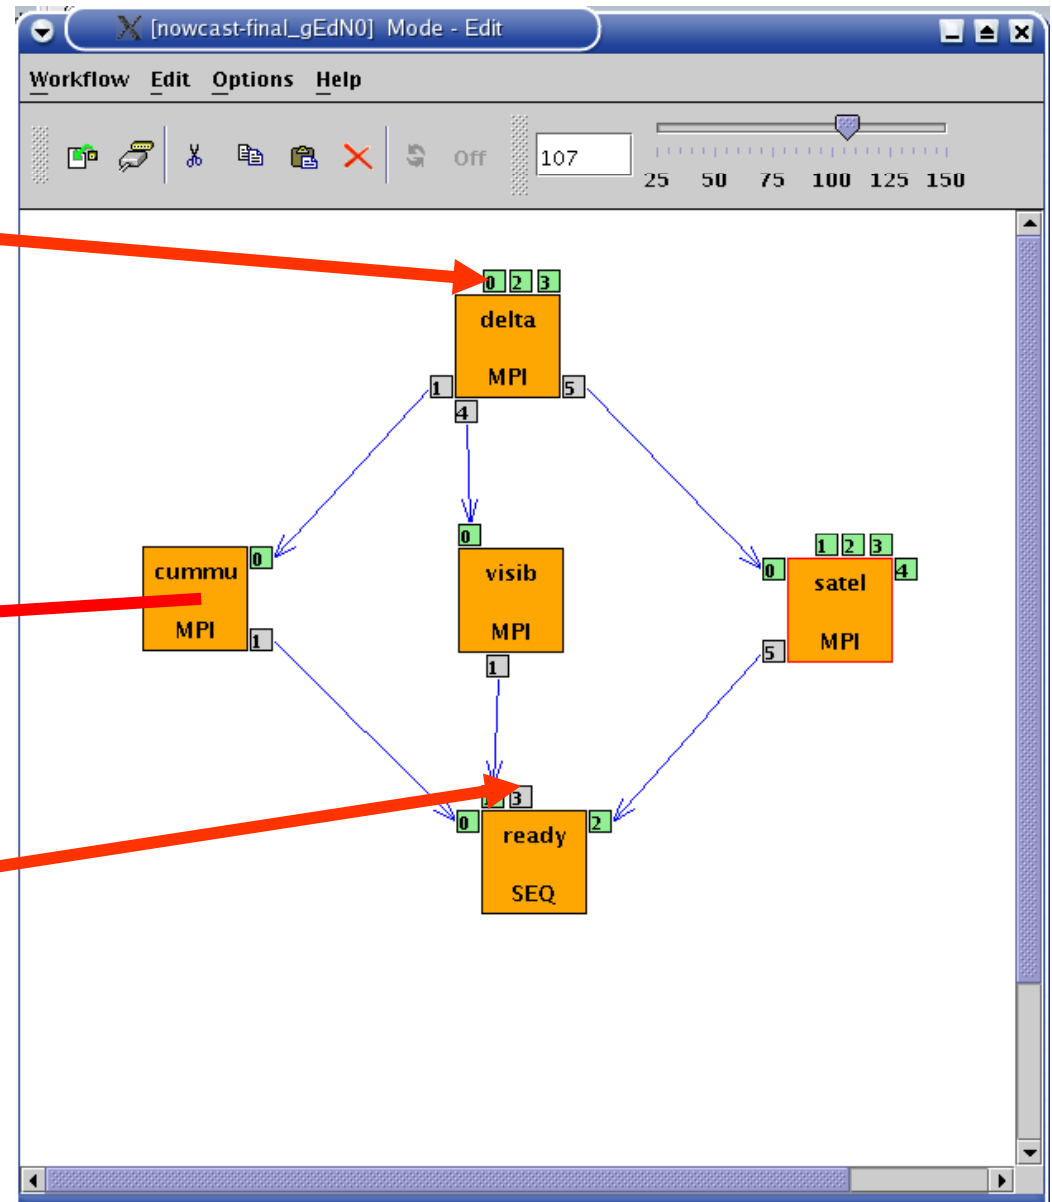 [nowcast-final_gEdN0] Mode - Edit
Workflow Edit Options Help
Off 107
25 50 75 100 125 150
0 2 3
delta
MPI
1 5
4
0
0
1 2 3
0 4
cummu
visib
satel
MPI
MPI
MPI
1
1
5
3
0 2
ready
SEQ